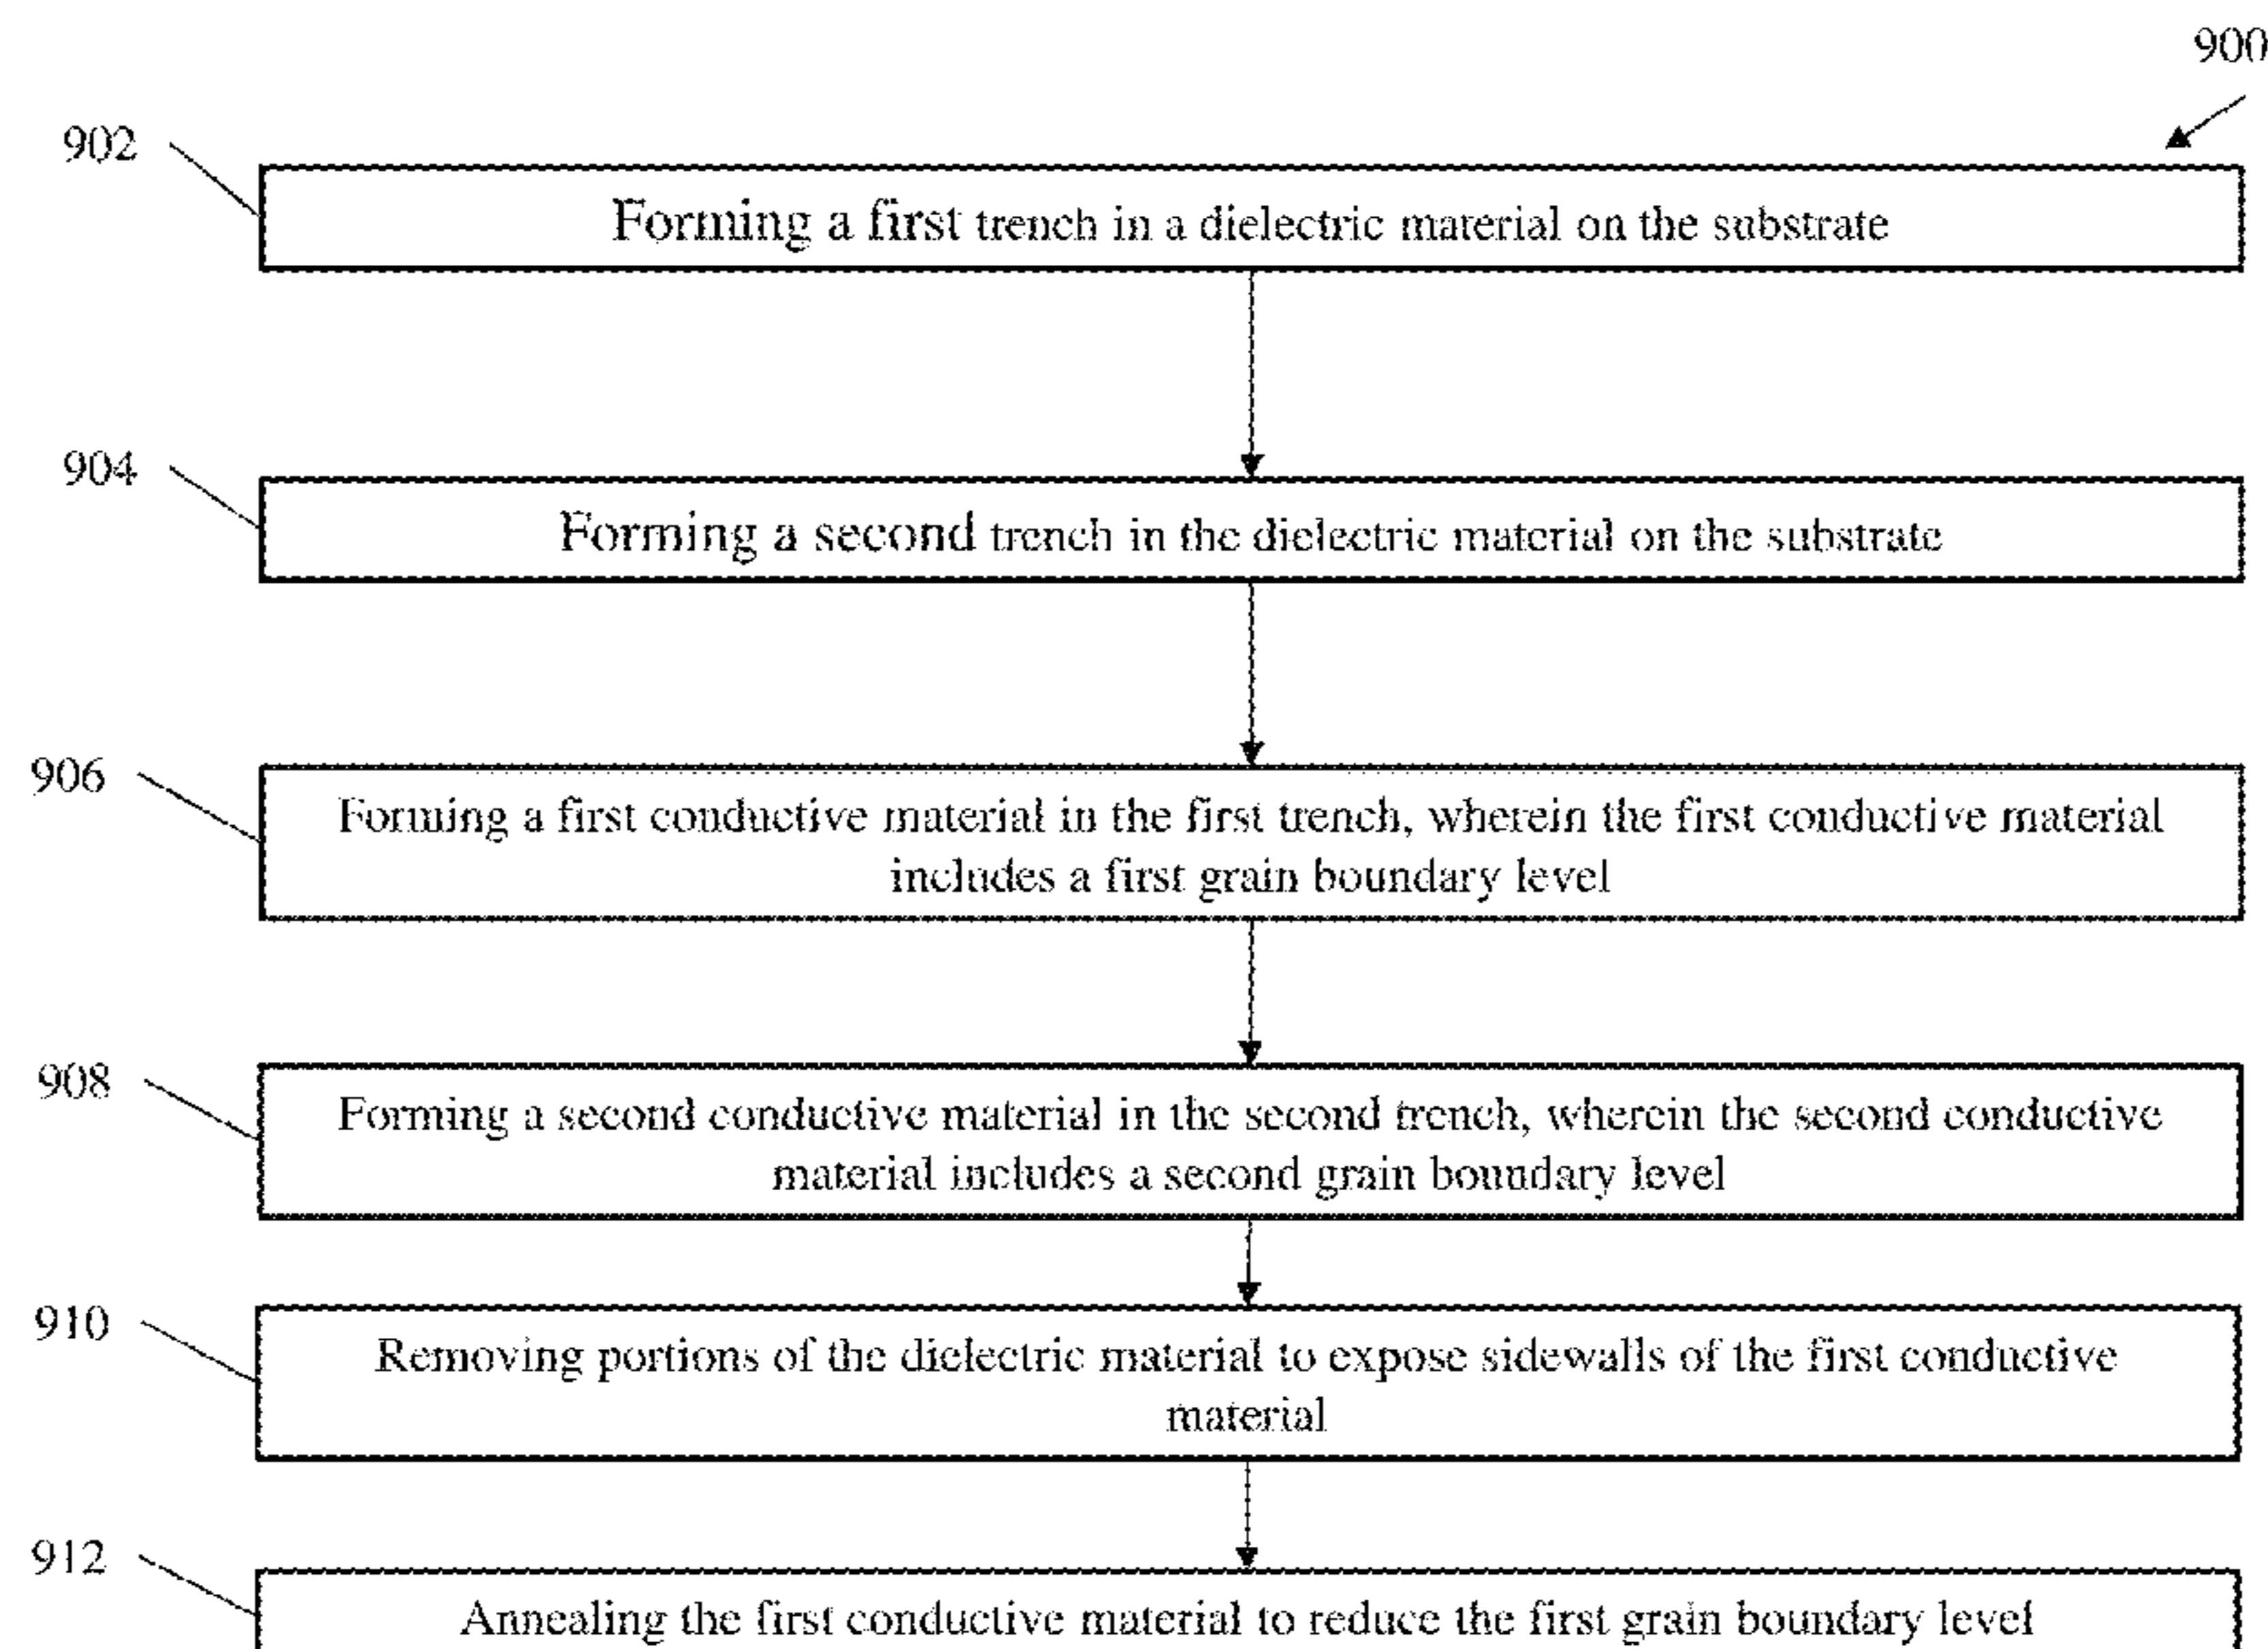 900
902
Forming a first trench in a dielectric material on the substrate
904
Forming a second trench in the dielectric material on the substrate
906
Forming a first conductive material in the first trench, wherein the first conductive material
includes a first grain boundary level
908
Forming a second conductive material in the second trench, wherein the second conductive
material includes a second grain boundary level
910
Removing portions of the dielectric material to expose sidewalls of the first conductive
material
912
Annealing the first conductive material to reduce the first grain boundary level